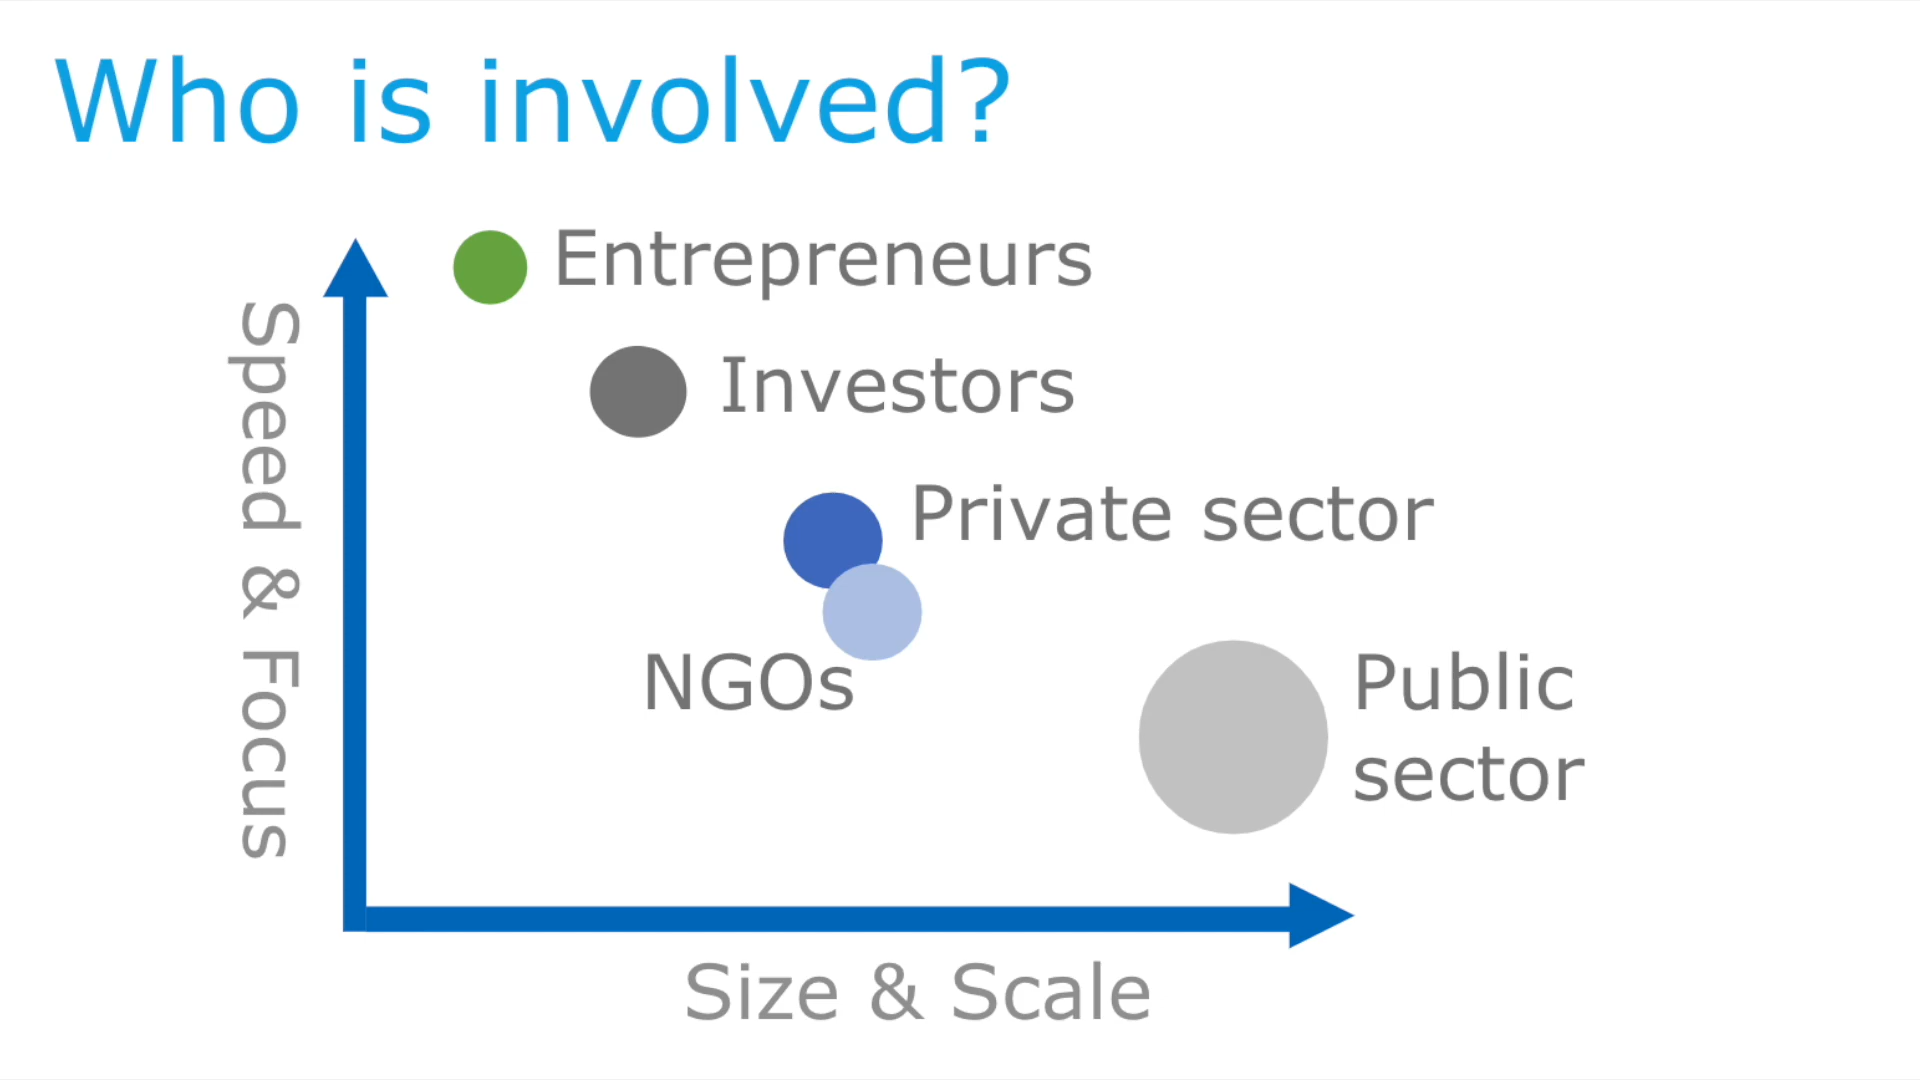 Who is involved?
Entrepreneurs
Investors
Private sector
NGOs
Public
sector
Speed & Focus
Size & Scale